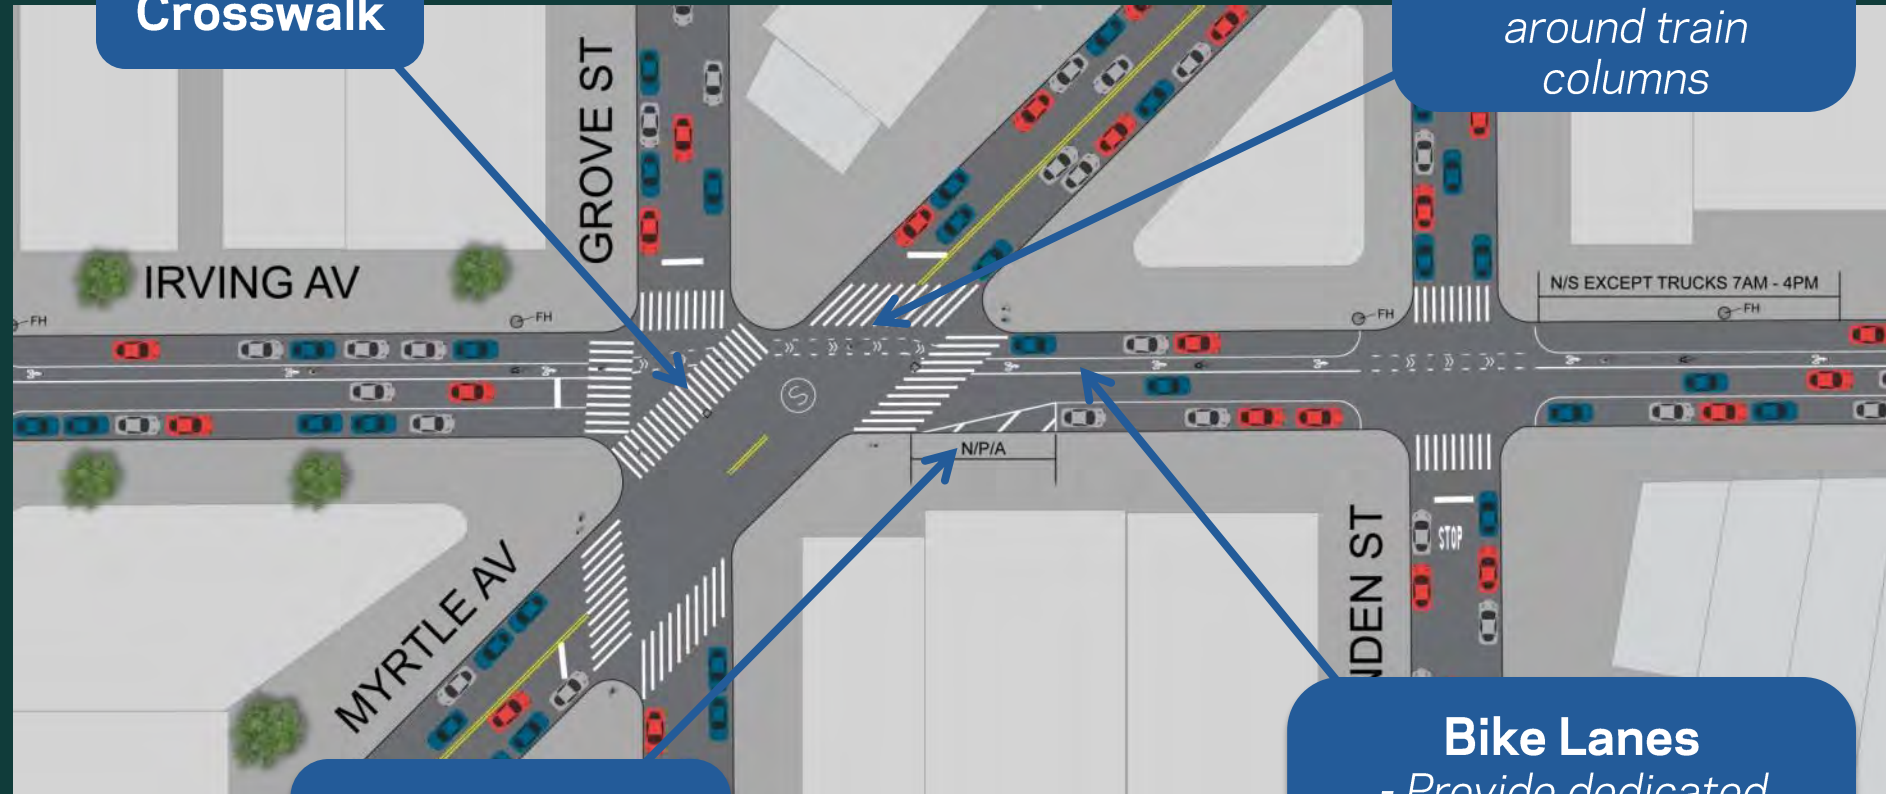 Crosswalk
around train
columns
GROVE ST
IRVING AV
N/S EXCEPT TRUCKS 7AM - 4PM
FH
FH
FH
FH
S
N/P/A
STOP
NDEN ST
MYRTLE AV
Bike Lanes
- Provide dedicated